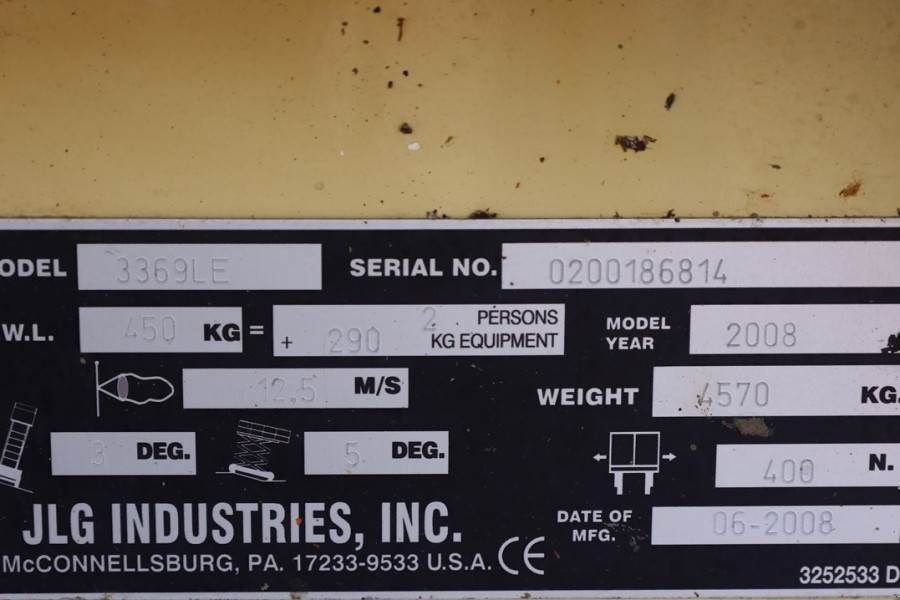 ODEL 3369LE SERIAL NO. 0200186814
W.L. 450 KG = + 290 2 PERSONS KG EQUIPMENT MODEL YEAR 2008
12.5 M/S WEIGHT 4570 KG.
3 DEG. 5 DEG. 400 N.
JLG INDUSTRIES, INC. DATE OF MFG. 06-2008
McCONNELLSBURG, PA. 17233-9533 U.S.A. CE
3252533 D